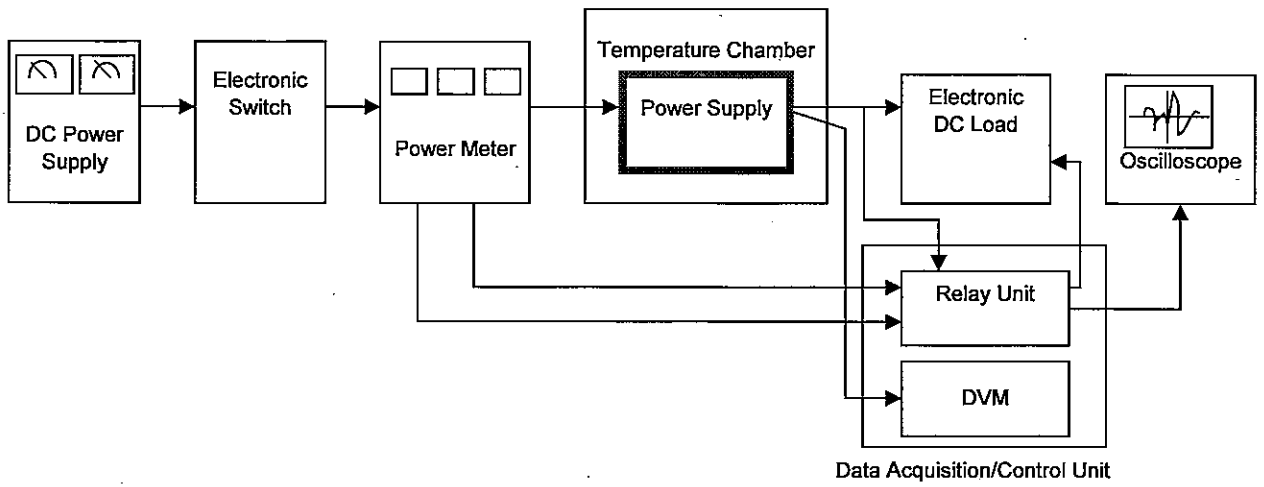 DC Power
Supply
Electronic
Switch
Power Meter
Temperature Chamber
Power Supply
Electronic
DC Load
Oscilloscope
Relay Unit
DVM
Data Acquisition/Control Unit